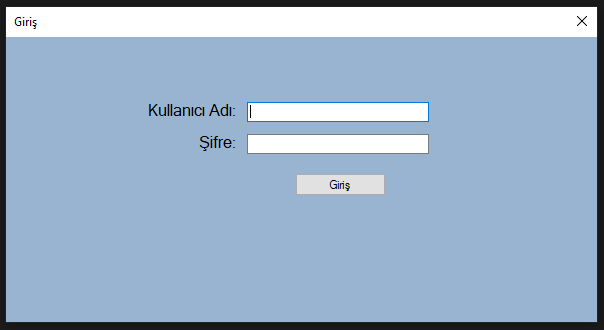 Giriş
Kullanıcı Adı:
Şifre:
Giriş